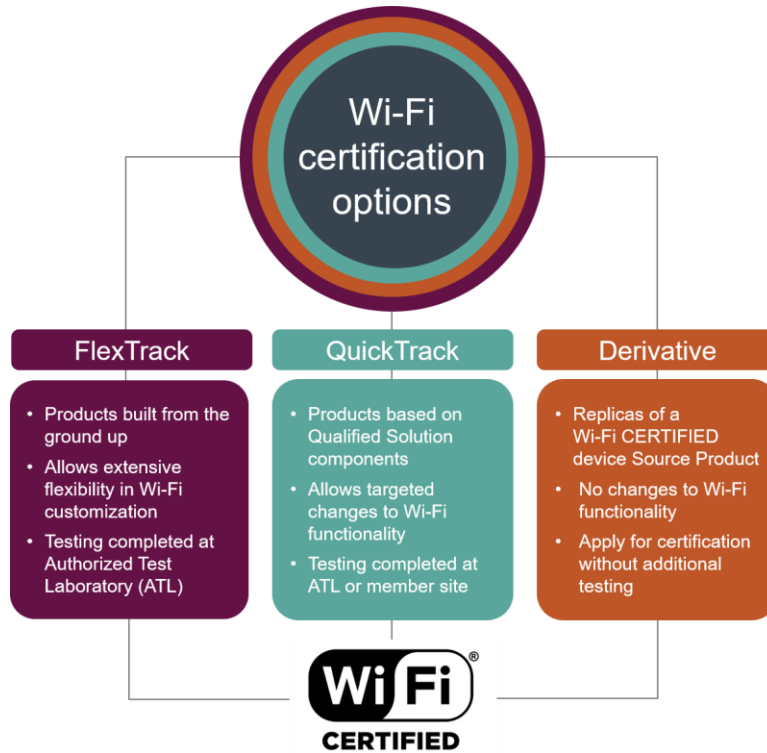 Wi-Fi
certification
options
FlexTrack
• Products built from the
ground up
• Allows extensive
flexibility in Wi-Fi
customization
• Testing completed at
Authorized Test
Laboratory (ATL)
QuickTrack
• Products based on
Qualified Solution
components
• Allows targeted
changes to Wi-Fi
functionality
• Testing completed at
ATL or member site
Derivative
• Replicas of a
Wi-Fi CERTIFIED
device Source Product
• No changes to Wi-Fi
functionality
• Apply for certification
without additional
testing
Wi Fi®
CERTIFIED